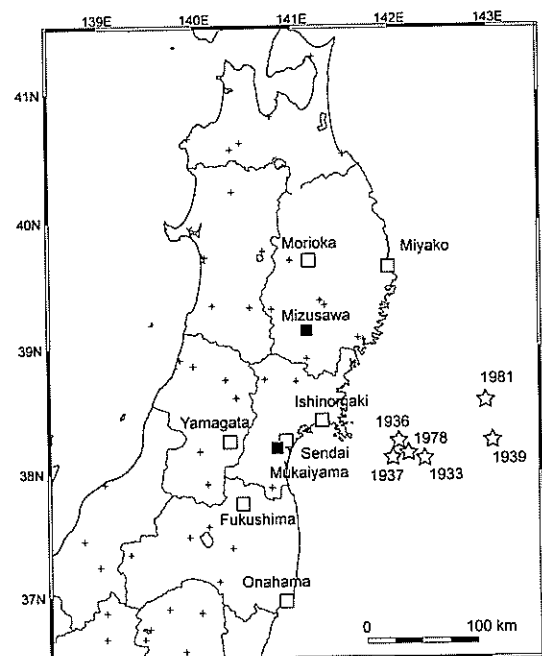 139E 140E 141E 142E 143E
41N
40N
Morioka
Miyako
Mizusawa
39N
1981
Ishinomaki
1936
Yamagata
1978
Sendai
1939
38N
Mukaiyama
1937
1933
Fukushima
Onahama
37N
0 100 km